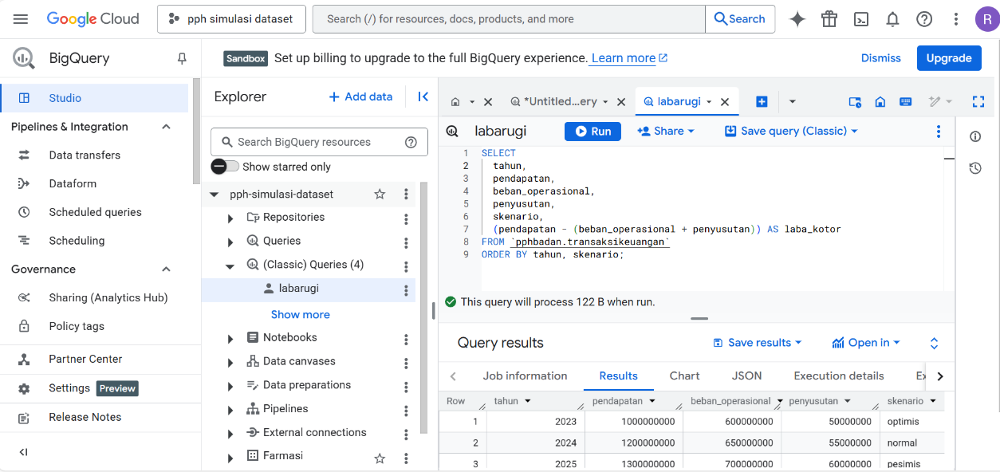 Google Cloud
pph simulasi dataset
Search (/) for resources, docs, products, and more
Search
R
BigQuery
Sandbox Set up billing to upgrade to the full BigQuery experience. Learn more
Dismiss
Upgrade
Studio
Pipelines & Integration
Data transfers
Dataform
Scheduled queries
Scheduling
Governance
Sharing (Analytics Hub)
Policy tags
Partner Center
Settings Preview
Release Notes
Explorer
+ Add data
Search BigQuery resources
Show starred only
pph-simulasi-dataset
Repositories
Queries
(Classic) Queries (4)
labarugi
Show more
Notebooks
Data canvases
Data preparations
Pipelines
External connections
Farmasi
*Untitled...ery
labarugi
labarugi
Run
Share
Save query (Classic)
1 SELECT
2 tahun,
3 pendapatan,
4 beban_operasional,
5 penyusutan,
6 skenario,
7 (pendapatan - (beban_operasional + penyusutan)) AS laba_kotor
8 FROM `pphbadan.transaksikeuangan`
9 ORDER BY tahun, skenario;
This query will process 122 B when run.
Query results
Save results
Open in
Job information Results Chart JSON Execution details Ex
Row tahun pendapatan beban_operasional penyusutan skenario
1 2023 1000000000 600000000 50000000 optimis
2 2024 1200000000 650000000 55000000 normal
3 2025 1300000000 700000000 60000000 pesimis